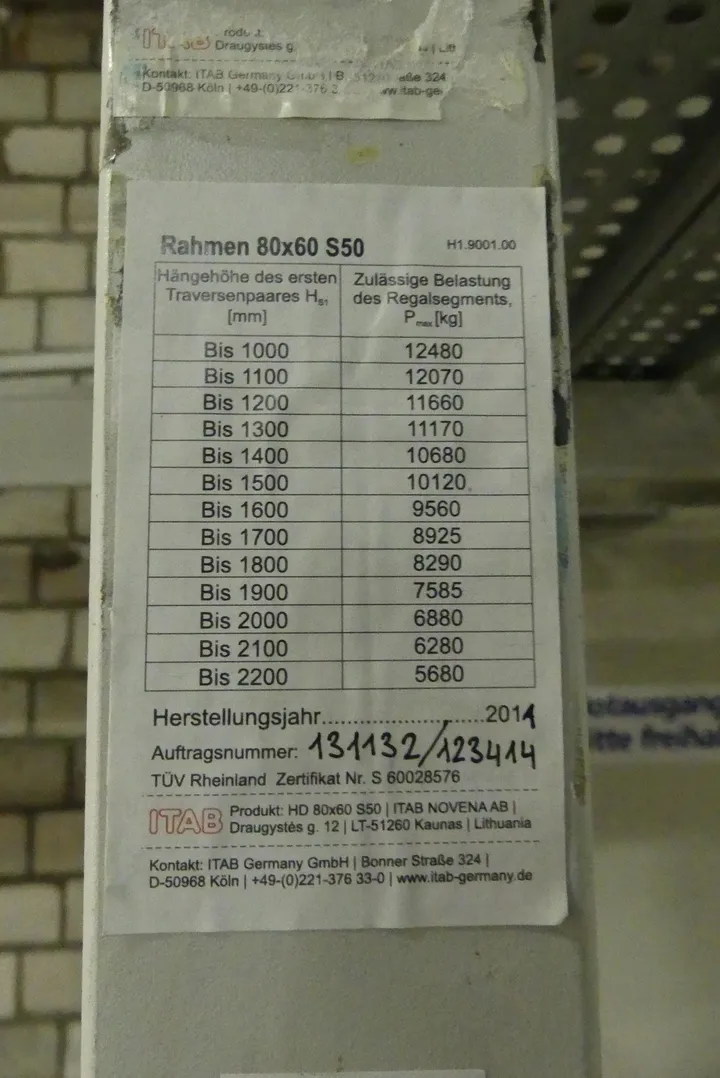 Draugystės g.
Kontakt: ITAB Germany
D-50968 Köln | +49-(0)221-376
Rahmen 80x60 S50 H1.9001.00
Hängehöhe des ersten Traversenpaares HS1 [mm] Zulässige Belastung des Regalsegments, Pmax [kg]
Bis 1000 12480
Bis 1100 12070
Bis 1200 11660
Bis 1300 11170
Bis 1400 10680
Bis 1500 10120
Bis 1600 9560
Bis 1700 8925
Bis 1800 8290
Bis 1900 7585
Bis 2000 6880
Bis 2100 6280
Bis 2200 5680
Herstellungsjahr...........................2011
Auftragsnummer: 131132/123414
TÜV Rheinland Zertifikat Nr. S 60028576
ITAB
Produkt: HD 80x60 S50 | ITAB NOVENA AB |
Draugystės g. 12 | LT-51260 Kaunas | Lithuania
Kontakt: ITAB Germany GmbH | Bonner Straße 324 |
D-50968 Köln | +49-(0)221-376 33-0 | www.itab-germany.de